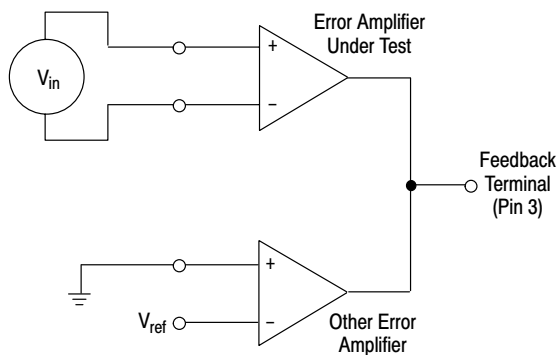 Error Amplifier
Under Test
+
V_in
−
Feedback
Terminal
(Pin 3)
+
V_ref
−
Other Error
Amplifier